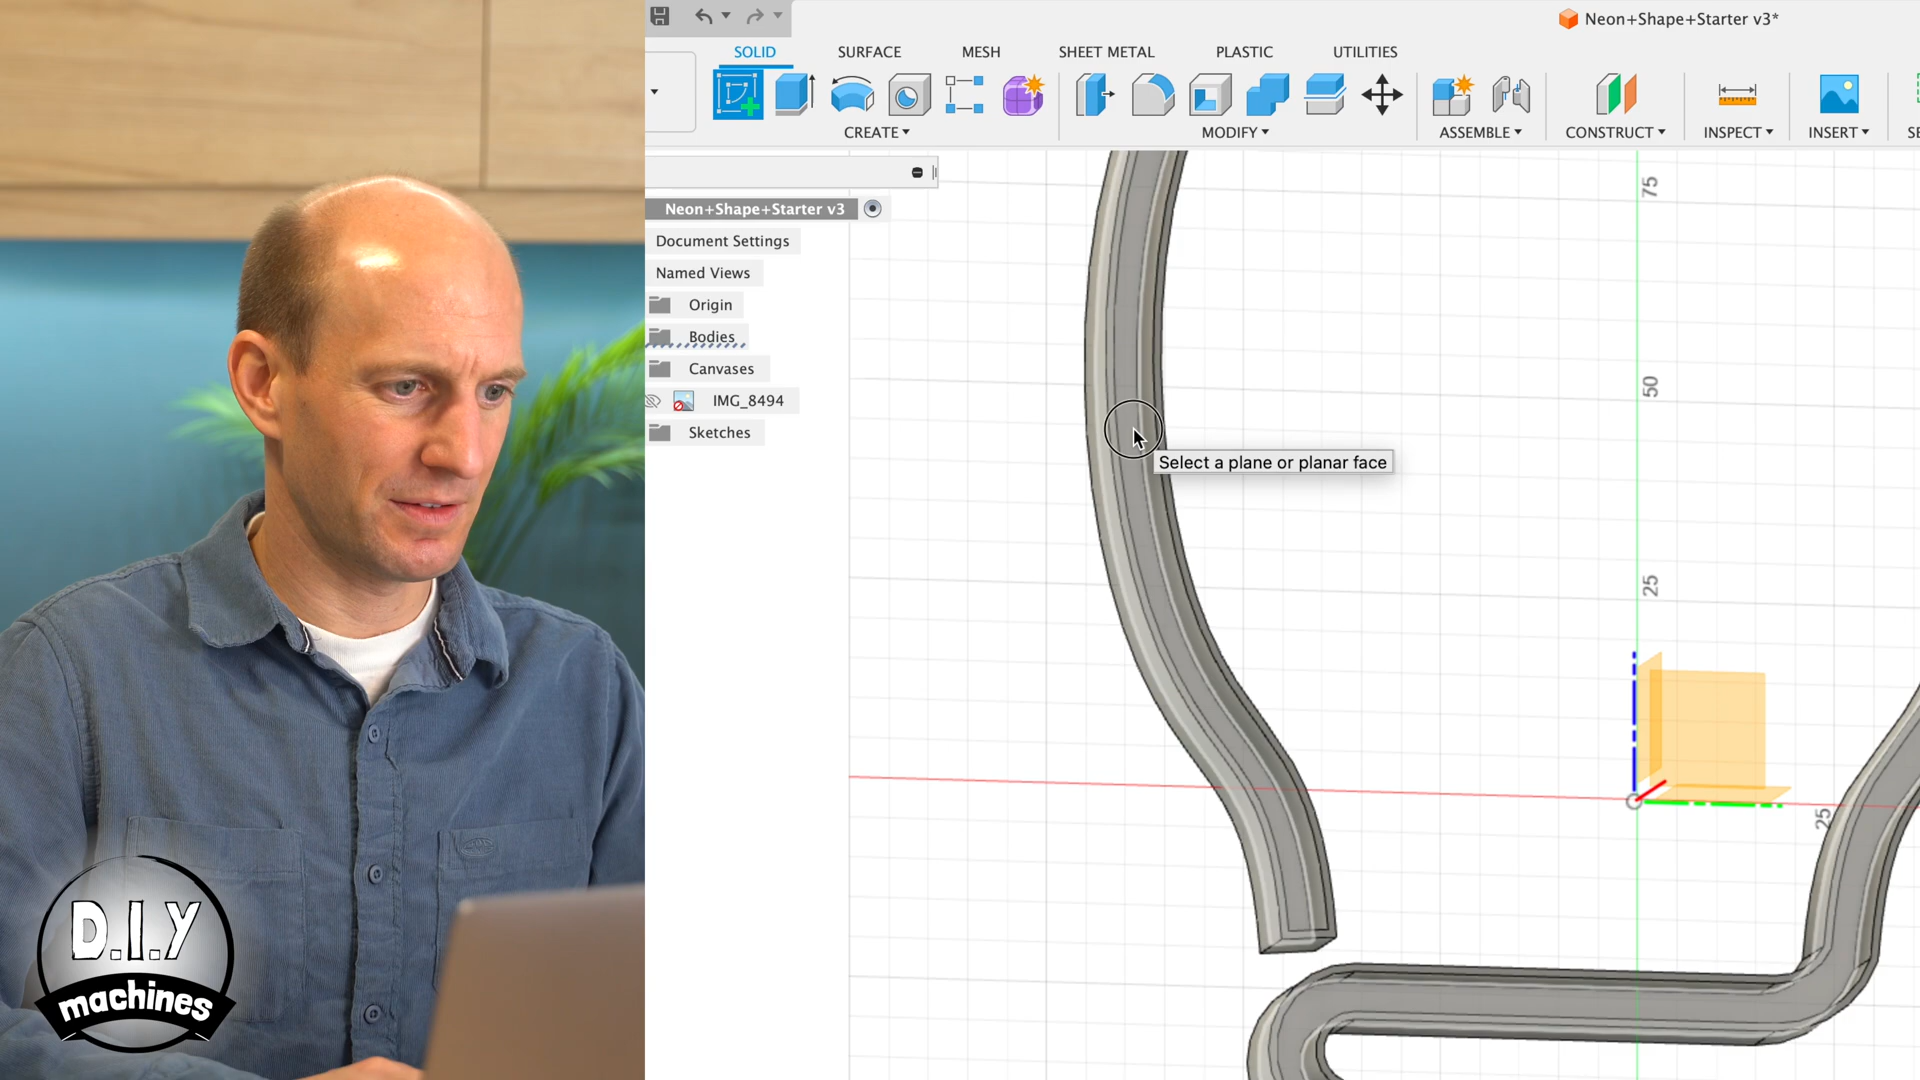 Neon+Shape+Starter v3*
SOLID
SURFACE
MESH
SHEET METAL
PLASTIC
UTILITIES
CREATE
MODIFY
ASSEMBLE
CONSTRUCT
INSPECT
INSERT
SE
Neon+Shape+Starter v3
Document Settings
Named Views
Origin
Bodies
Canvases
IMG_8494
Sketches
Select a plane or planar face
75
50
25
25
D.I.Y
machines